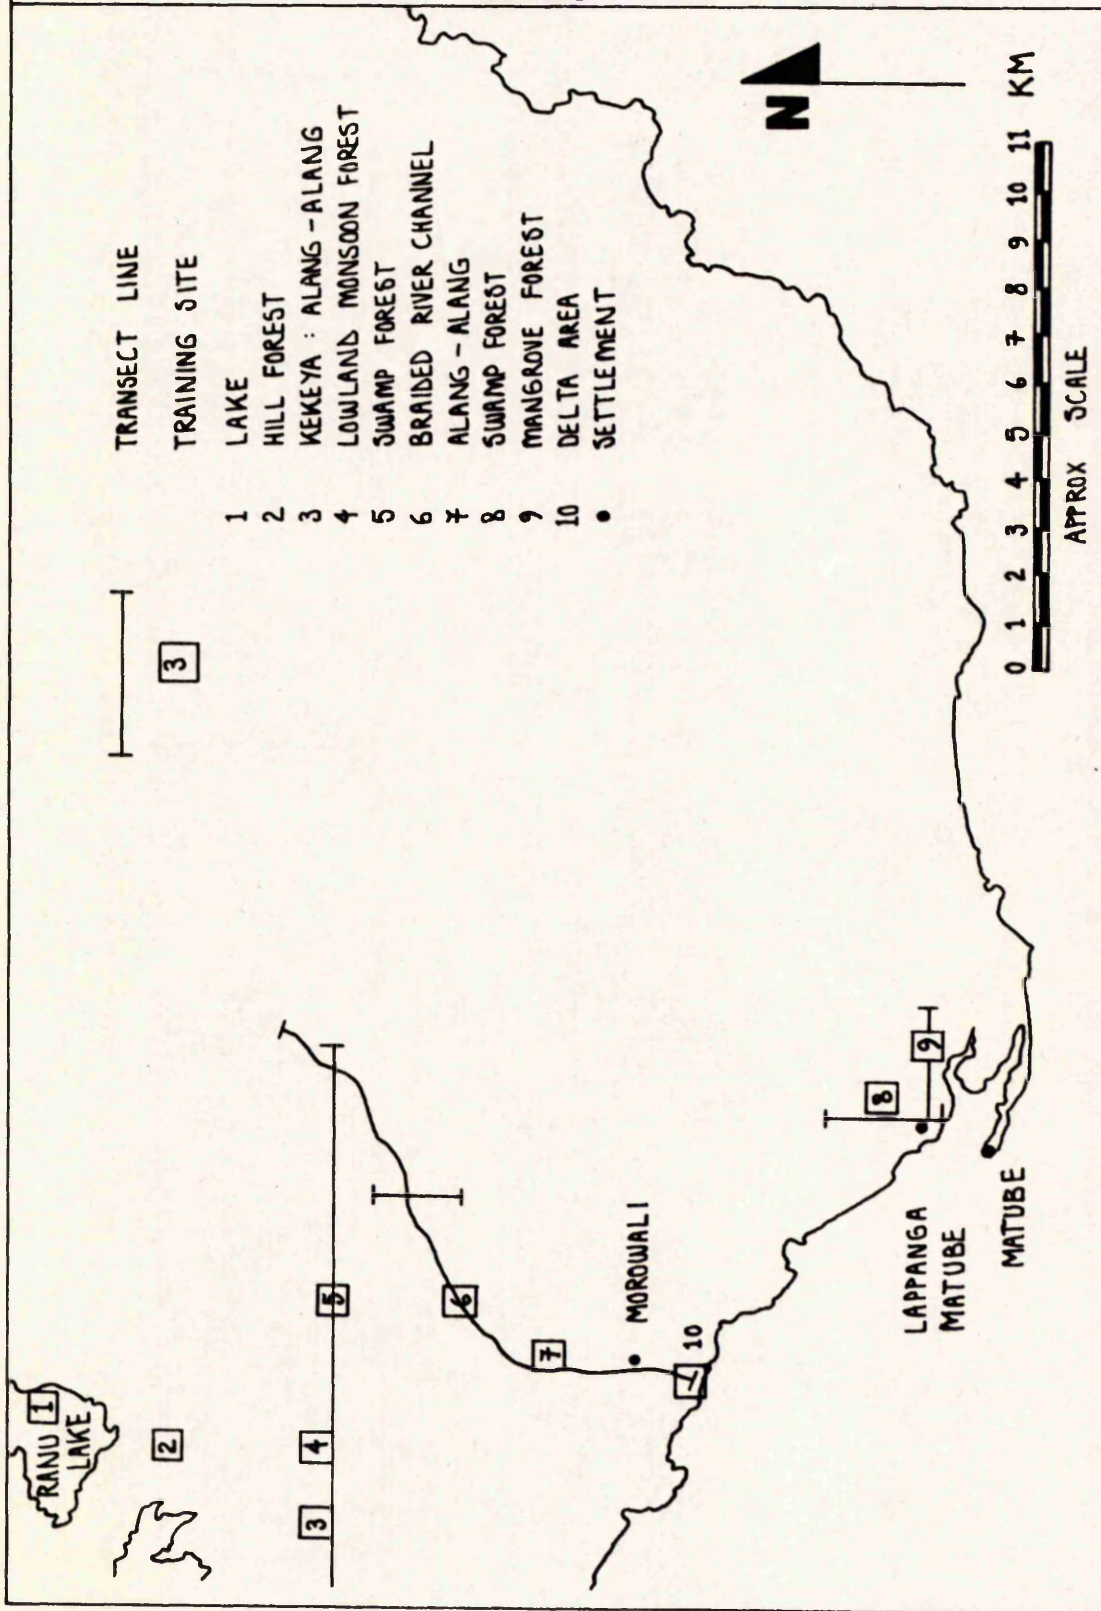 TRANSECT LINE
3
TRAINING SITE
1 LAKE
2 HILL FOREST
3 KEKEYA : ALANG-ALANG
4 LOWLAND MONSOON FOREST
5 SWAMP FOREST
6 BRAIDED RIVER CHANNEL
7 ALANG-ALANG
8 SWAMP FOREST
9 MANGROVE FOREST
10 DELTA AREA
• SETTLEMENT
RANU
LAKE
1
2
3
4
5
6
7
MOROWALI
10
8
9
LAPPANGA
MATUBE
MATUBE
N
0 1 2 3 4 5 6 7 8 9 10 11 KM
APPROX SCALE